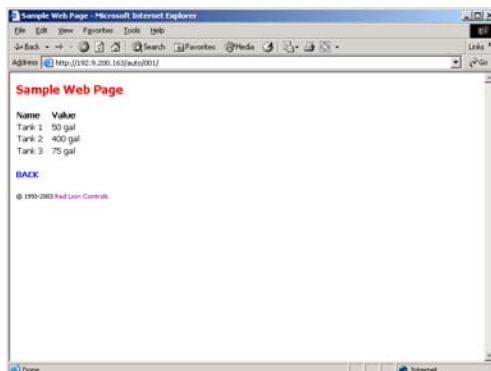 Sample Web Page - Microsoft Internet Explorer
File Edit View Favorites Tools Help
Back Search Favorites Media
Links
Address http://192.9.200.163/auto/001/ Go
Sample Web Page
Name Value
Tank 1 50 gal
Tank 2 400 gal
Tank 3 75 gal
BACK
© 1993-2003 Red Lion Controls
Done Internet